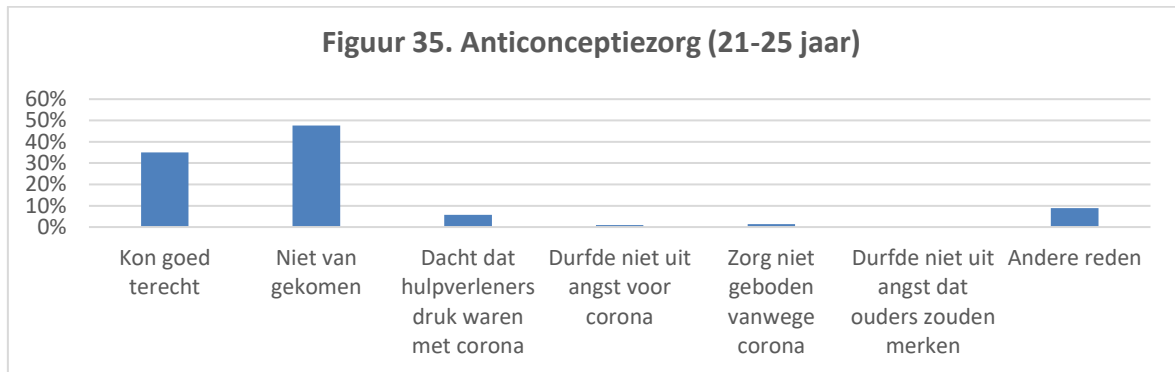 Figuur 35. Anticonceptiezorg (21-25 jaar)
60%
50%
40%
30%
20%
10%
0%
Kon goed
terecht
Niet van
gekomen
Dacht dat
hulpverleners
druk waren
met corona
Durfde niet uit
angst voor
corona
Zorg niet
geboden
vanwege
corona
Durfde niet uit
angst dat
ouders zouden
merken
Andere reden